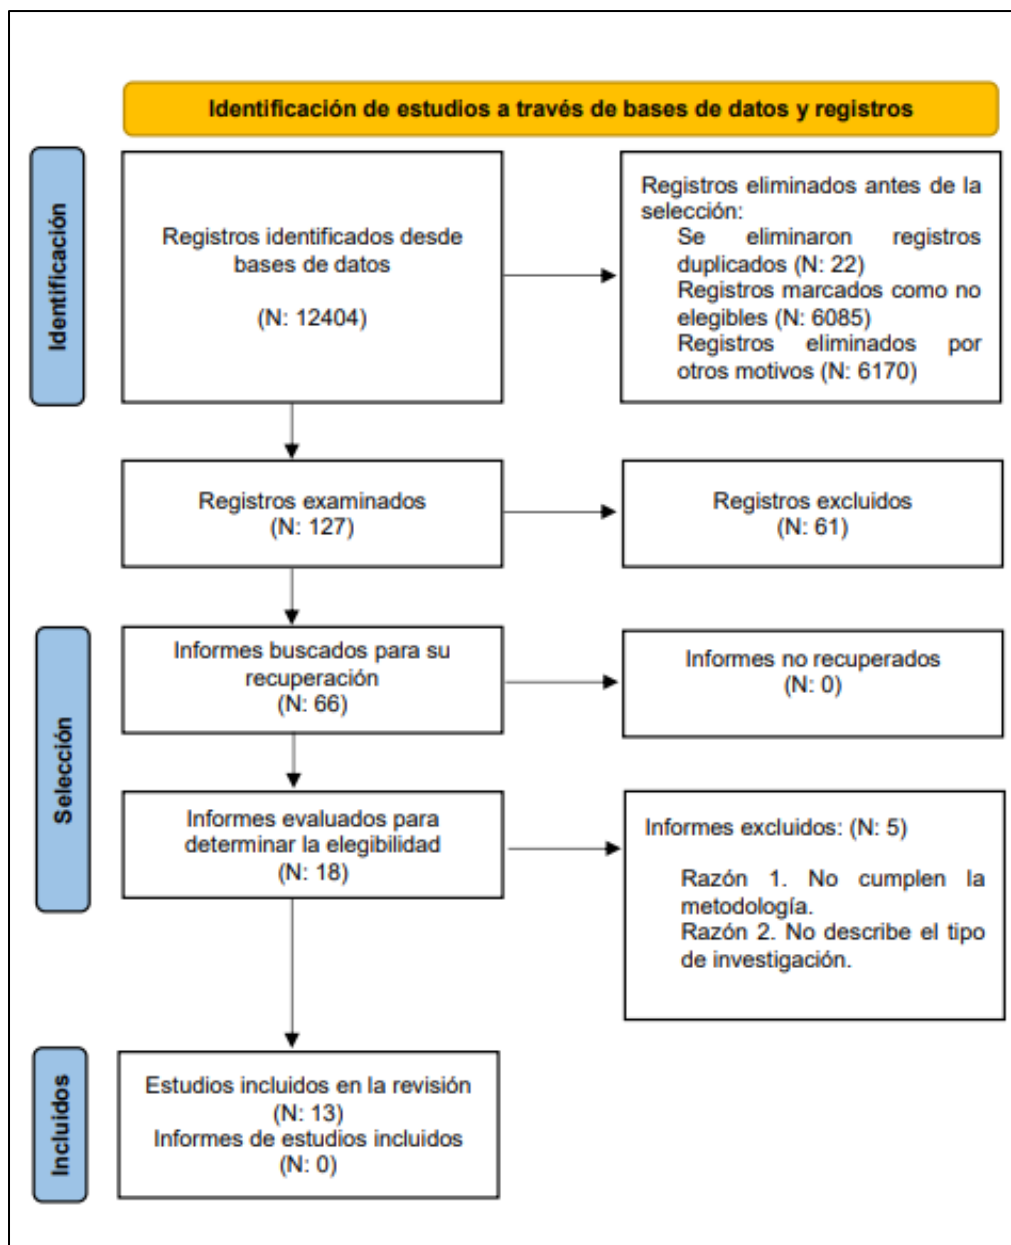 Identificación de estudios a través de bases de datos y registros
Identificación
Registros identificados desde
bases de datos
(N: 12404)
Registros eliminados antes de la
selección:
Se eliminaron registros
duplicados (N: 22)
Registros marcados como no
elegibles (N: 6085)
Registros eliminados por
otros motivos (N: 6170)
Registros examinados
(N: 127)
Registros excluidos
(N: 61)
Selección
Informes buscados para su
recuperación
(N: 66)
Informes no recuperados
(N: 0)
Informes evaluados para
determinar la elegibilidad
(N: 18)
Informes excluidos: (N: 5)
Razón 1. No cumplen la
metodología.
Razón 2. No describe el tipo
de investigación.
Incluidos
Estudios incluidos en la revisión
(N: 13)
Informes de estudios incluidos
(N: 0)